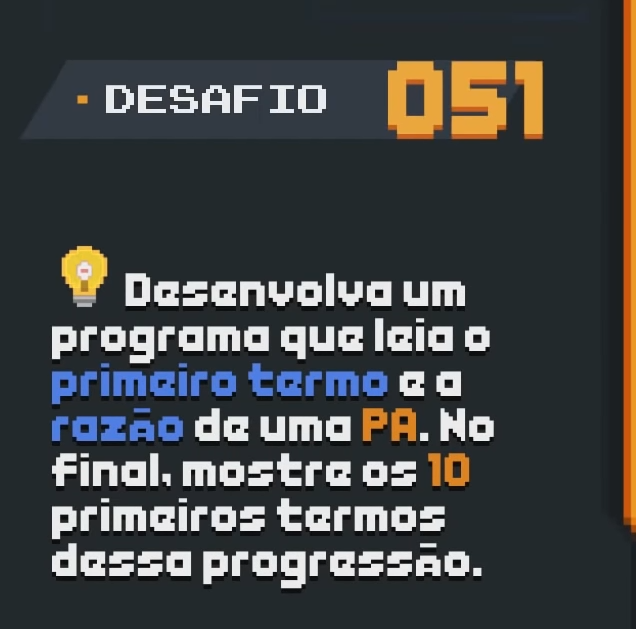 DESAFIO 051
Desenvolva um
programa que leia o
primeiro termo e a
razão de uma PA. No
final, mostre os 10
primeiros termos
dessa progressão.